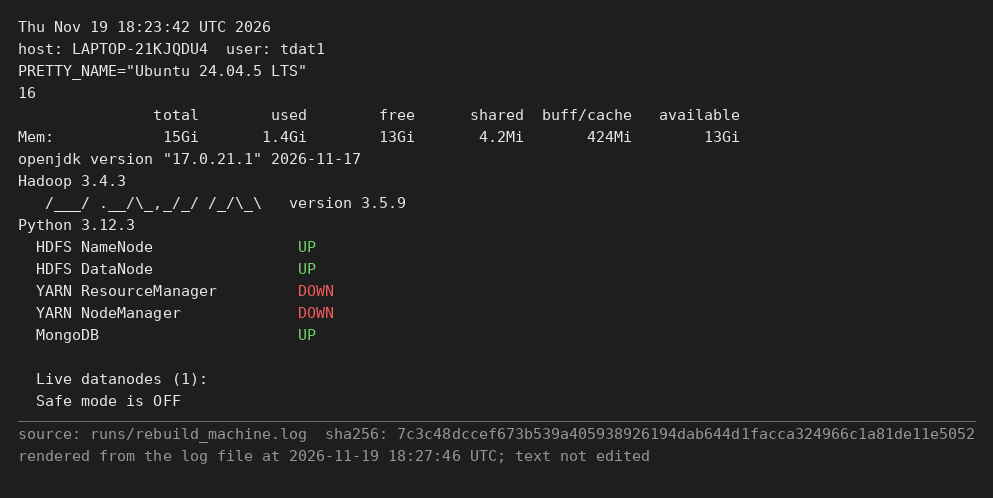 Thu Nov 19 18:23:42 UTC 2026
host: LAPTOP-21KJQDU4  user: tdat1
PRETTY_NAME="Ubuntu 24.04.5 LTS"
16
               total        used        free      shared  buff/cache   available
Mem:            15Gi       1.4Gi        13Gi       4.2Mi       424Mi        13Gi
openjdk version "17.0.21.1" 2026-11-17
Hadoop 3.4.3
   /___/ .__/\_,_/_/ /_/\_\   version 3.5.9
Python 3.12.3
  HDFS NameNode                UP
  HDFS DataNode                UP
  YARN ResourceManager         DOWN
  YARN NodeManager             DOWN
  MongoDB                      UP
  Live datanodes (1):
  Safe mode is OFF
source: runs/rebuild_machine.log  sha256: 7c3c48dccef673b539a405938926194dab644d1facca324966c1a81de11e5052
rendered from the log file at 2026-11-19 18:27:46 UTC; text not edited